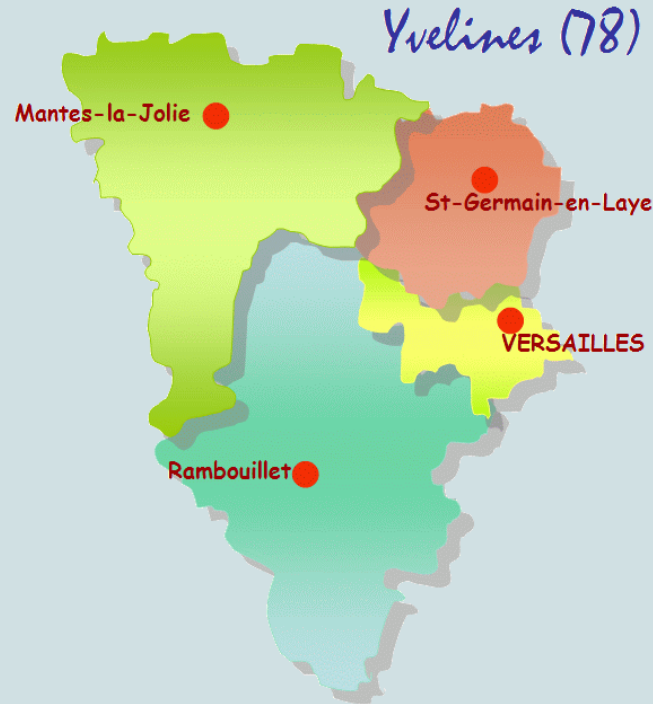 Yvelines (78)
Mantes-la-Jolie
St-Germain-en-Laye
VERSAILLES
Rambouillet